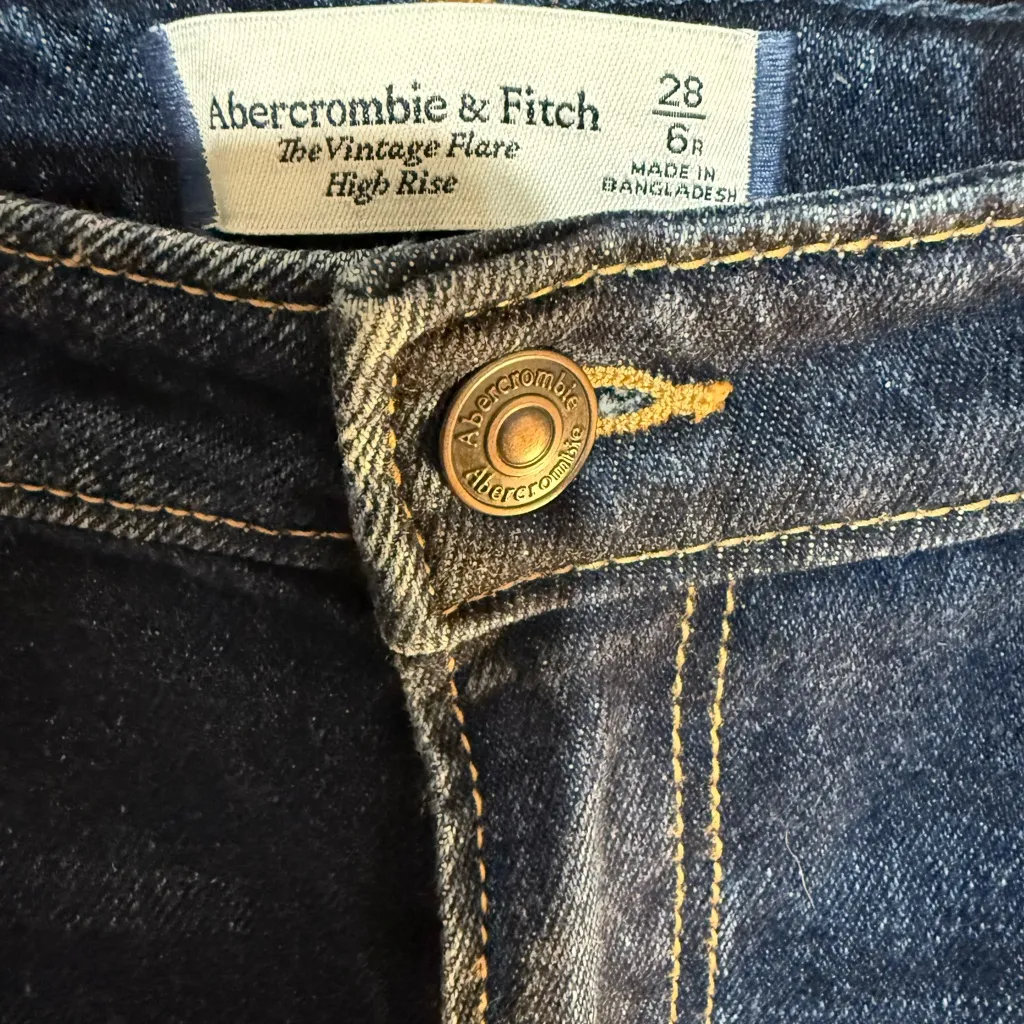 Abercrombie & Fitch
The Vintage Flare
High Rise
28
6R
MADE IN
BANGLADESH
Abercrombie
Abercrombie